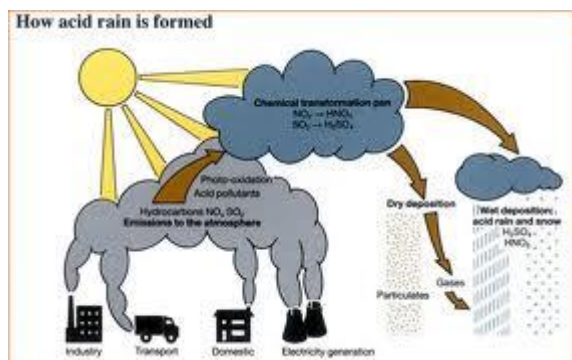 How acid rain is formed
Chemical transformation pan
NO₂ → HNO₃
SO₂ → H₂SO₄
Photo-oxidation
Acid pollutants
Hydrocarbons NOₓ SO₂
Emissions to the atmosphere
Dry deposition
Wet deposition:
acid rain and snow
H₂SO₄
HNO₃
Gases
Particulates
Industry
Transport
Domestic
Electricity generation